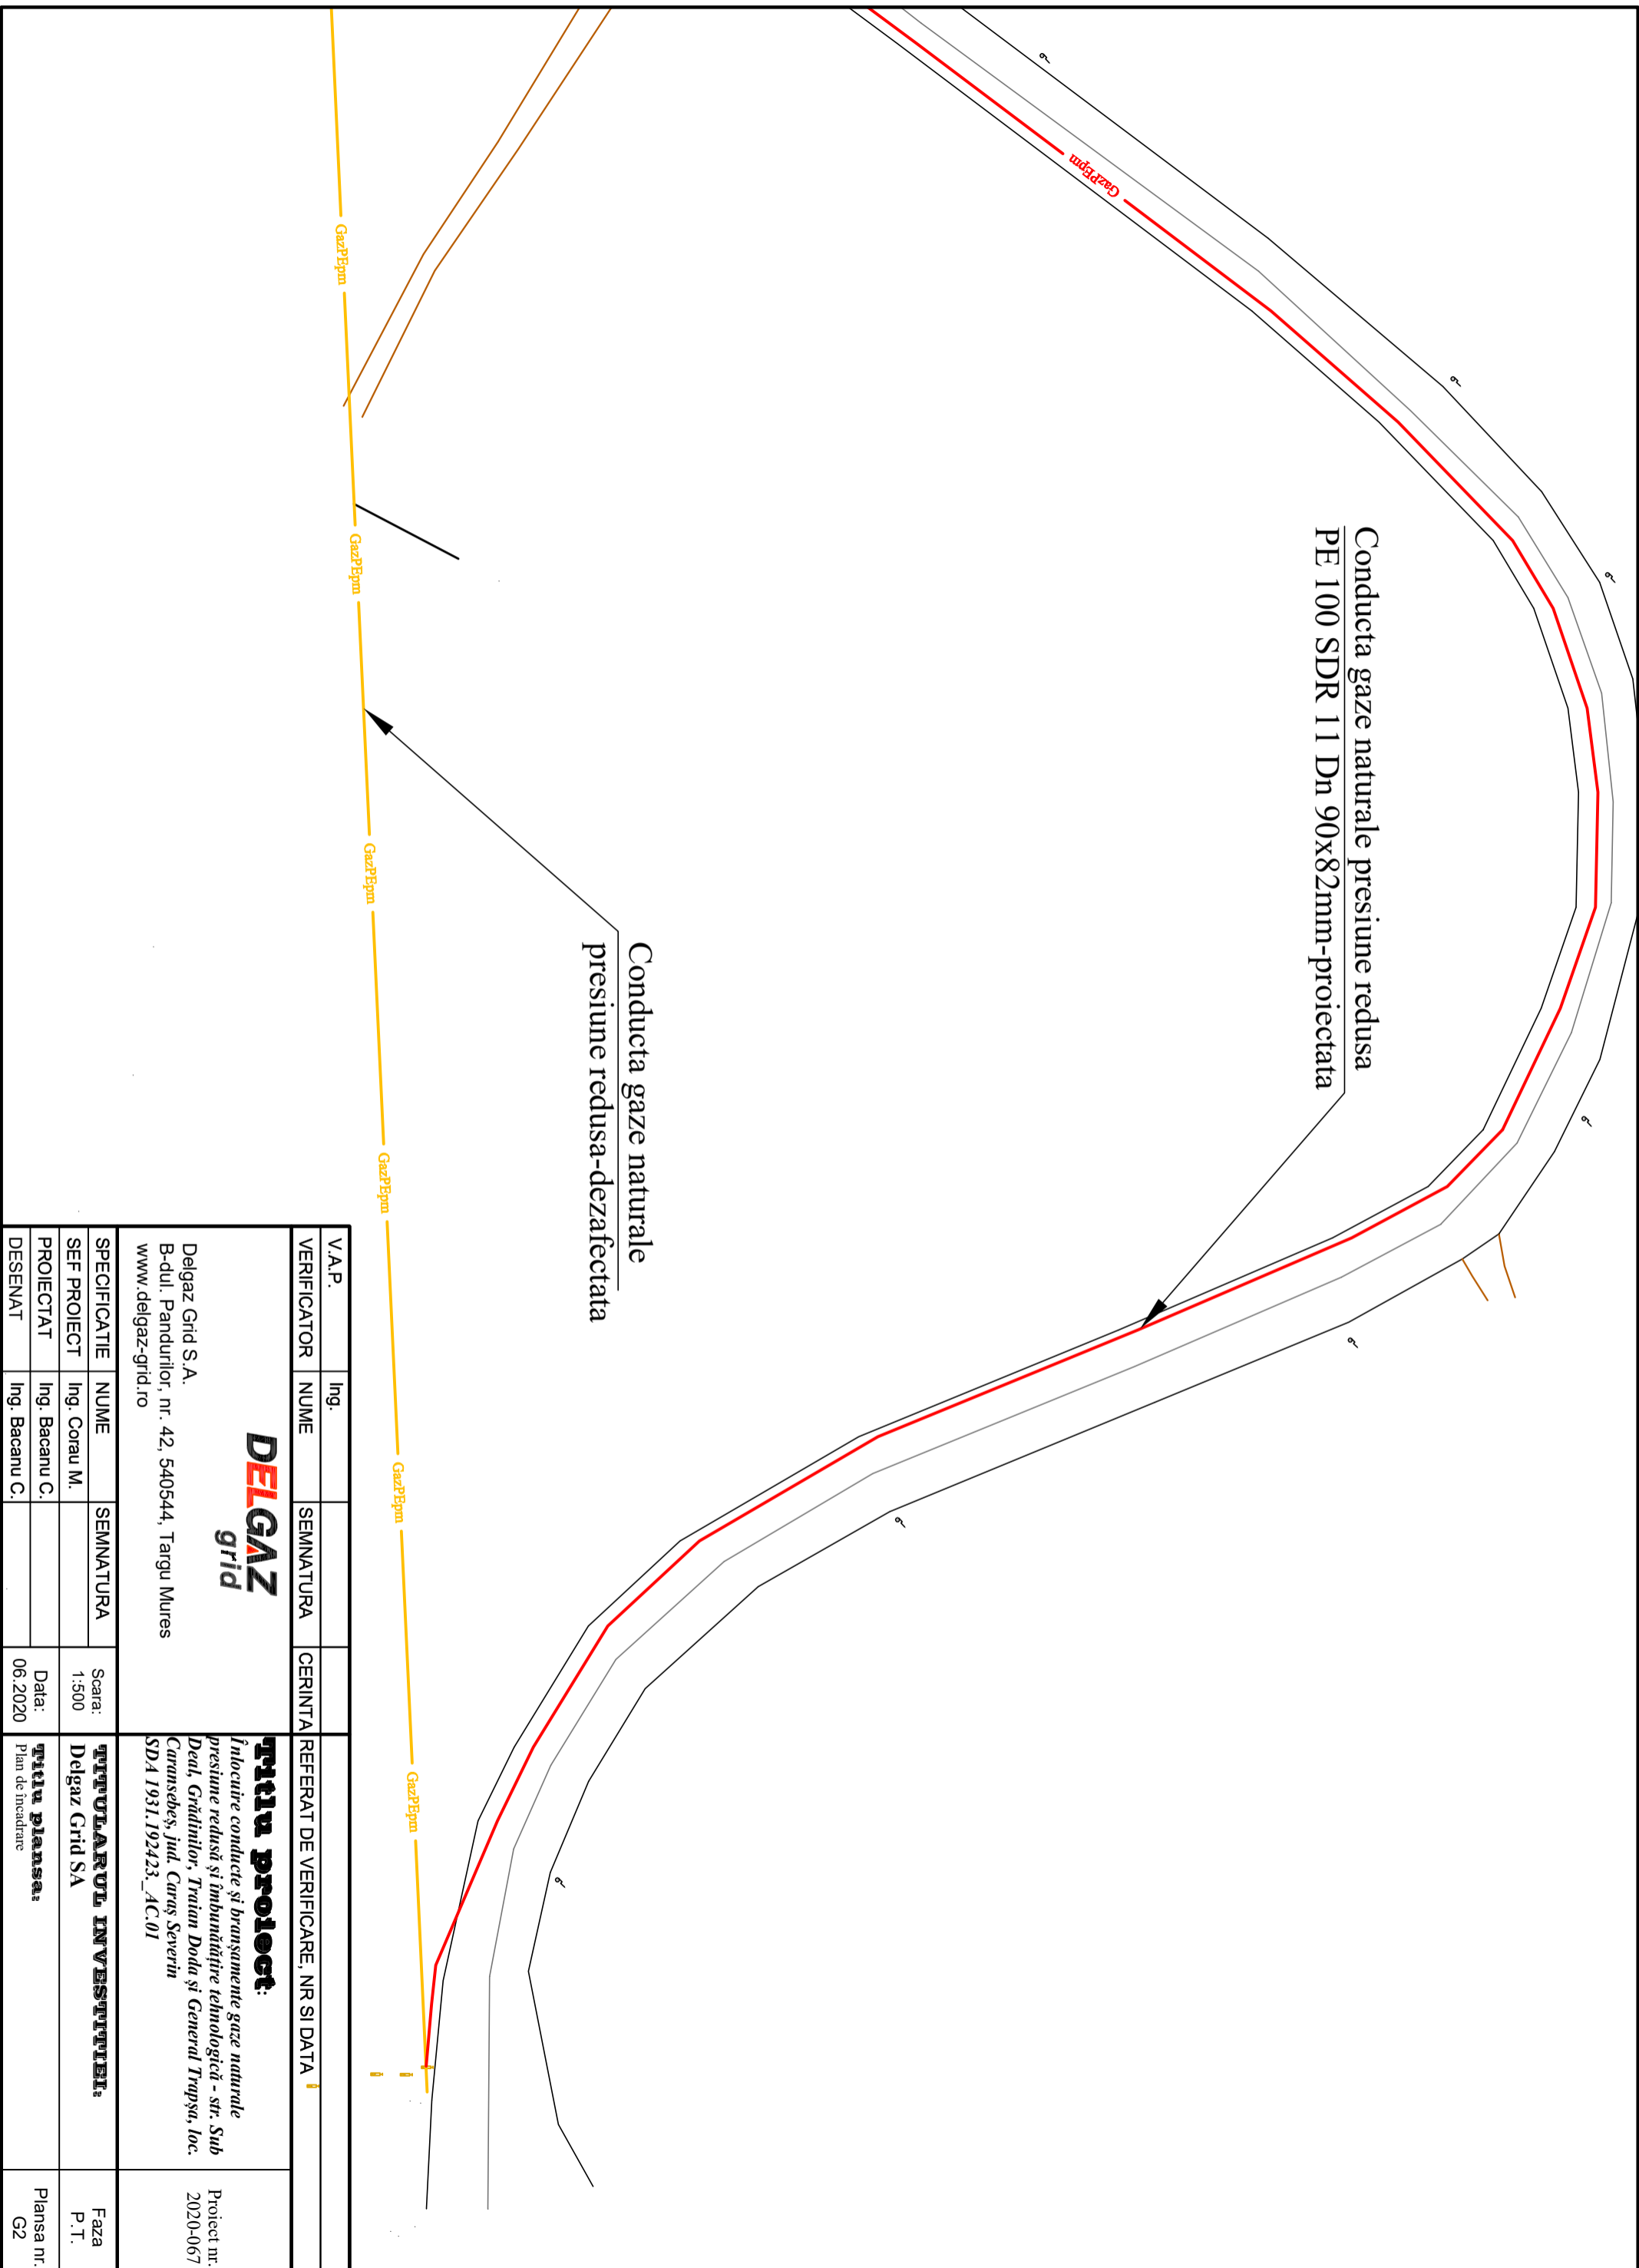 GazPEpm
Conducta gaze naturale presiune redusa
PE 100 SDR 11 Dn 90x82mm-proiectata
Conducta gaze naturale
presiune redusa-dezafectata
GazPEpm
GazPEpm
GazPEpm
GazPEpm
GazPEpm
GazPEpm
V.A.P. Ing.
VERIFICATOR NUME SEMNATURA CERINTA REFERAT DE VERIFICARE, NR SI DATA
DELGAZ
grid
Delgaz Grid S.A.
B-dul. Pandurilor, nr. 42, 540544, Targu Mures
www.delgaz-grid.ro
Titlu proiect:
Înlocuire conducte și branșamente gaze naturale
presiune redusă și îmbunătățire tehnologică - str. Sub
Deal, Grădinilor, Traian Doda și General Trapșa, loc.
Caransebeș, jud. Caraș Severin
SDA 1931.192423._AC.01
Proiect nr.
2020-067
SPECIFICATIE NUME SEMNATURA
SEF PROIECT Ing. Corau M.
PROIECTAT Ing. Bacanu C.
DESENAT Ing. Bacanu C.
Scara:
1:500
Data:
06.2020
TITULARUL INVESTITIEI:
Delgaz Grid SA
Titlu plansa:
Plan de încadrare
Faza
P.T.
Plansa nr.
G2